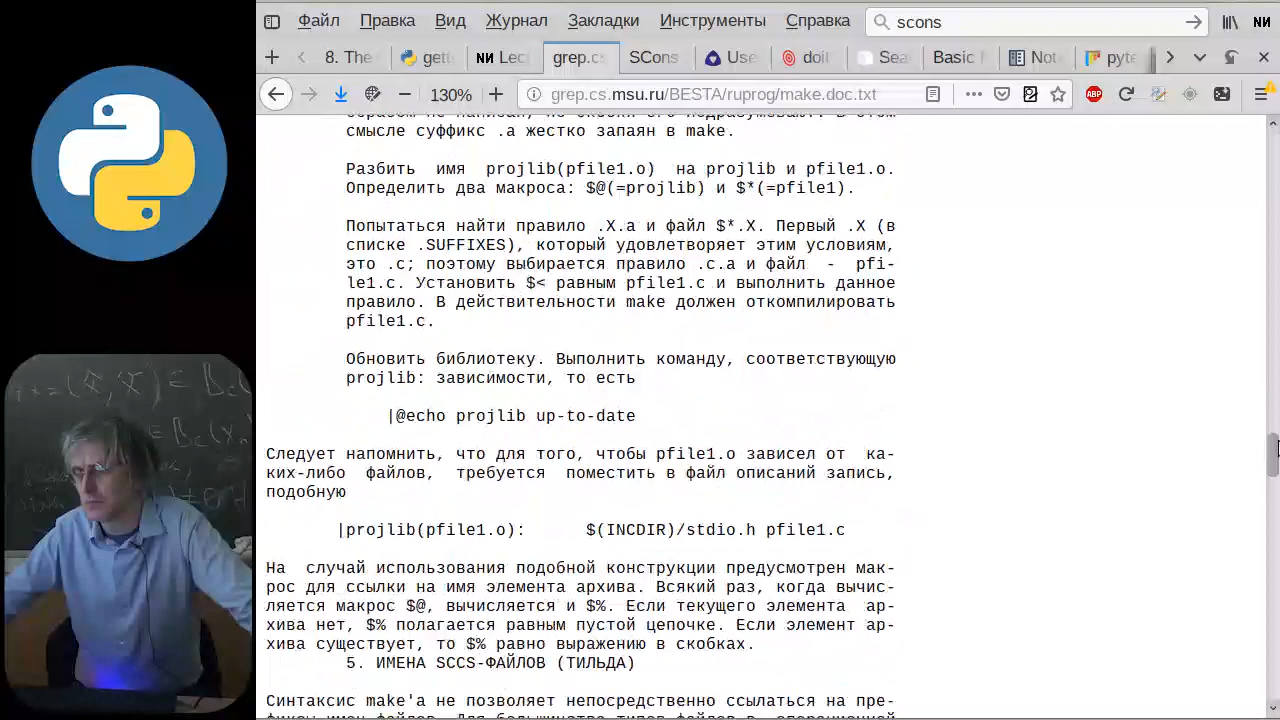 Файл Правка Вид Журнал Закладки Инструменты Справка scons
8. The getti NИ Lec grep.cs SCons Use doit Sea Basic Not pyte
130% grep.cs.msu.ru/BESTA/ruprog/make.doc.txt ABP
смысле суффикс .a жестко запаян в make.
Разбить имя projlib(pfile1.o) на projlib и pfile1.o.
Определить два макроса: $@(=projlib) и $*(=pfile1).
Попытаться найти правило .X.a и файл $*.X. Первый .X (в
списке .SUFFIXES), который удовлетворяет этим условиям,
это .c; поэтому выбирается правило .c.a и файл - pfi-
le1.c. Установить $< равным pfile1.c и выполнить данное
правило. В действительности make должен откомпилировать
pfile1.c.
Обновить библиотеку. Выполнить команду, соответствующую
projlib: зависимости, то есть
|@echo projlib up-to-date
Следует напомнить, что для того, чтобы pfile1.o зависел от ка-
ких-либо файлов, требуется поместить в файл описаний запись,
подобную
|projlib(pfile1.o): $(INCDIR)/stdio.h pfile1.c
На случай использования подобной конструкции предусмотрен мак-
рос для ссылки на имя элемента архива. Всякий раз, когда вычис-
ляется макрос $@, вычисляется и $%. Если текущего элемента ар-
хива нет, $% полагается равным пустой цепочке. Если элемент ар-
хива существует, то $% равно выражению в скобках.
5. ИМЕНА SCCS-ФАЙЛОВ (ТИЛЬДА)
Синтаксис make'а не позволяет непосредственно ссылаться на пре-